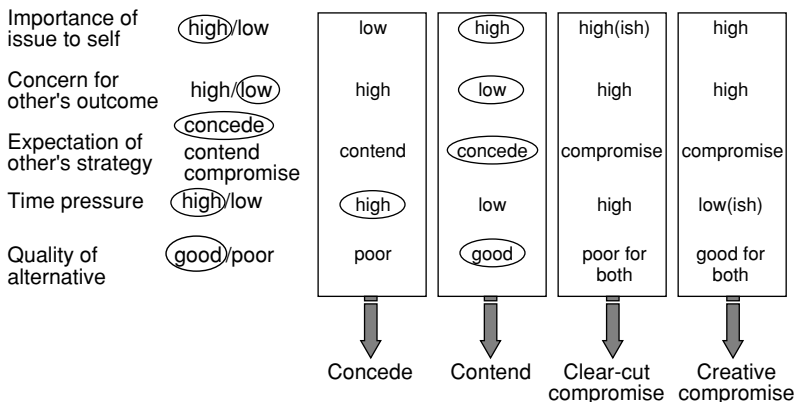 Importance of
issue to self
high/low
low
high
high(ish)
high
Concern for
other's outcome
high/low
high
low
high
high
Expectation of
other's strategy
concede
contend
compromise
contend
concede
compromise
compromise
Time pressure
high/low
high
low
high
low(ish)
Quality of
alternative
good/poor
poor
good
poor for
both
good for
both
Concede
Contend
Clear-cut
compromise
Creative
compromise